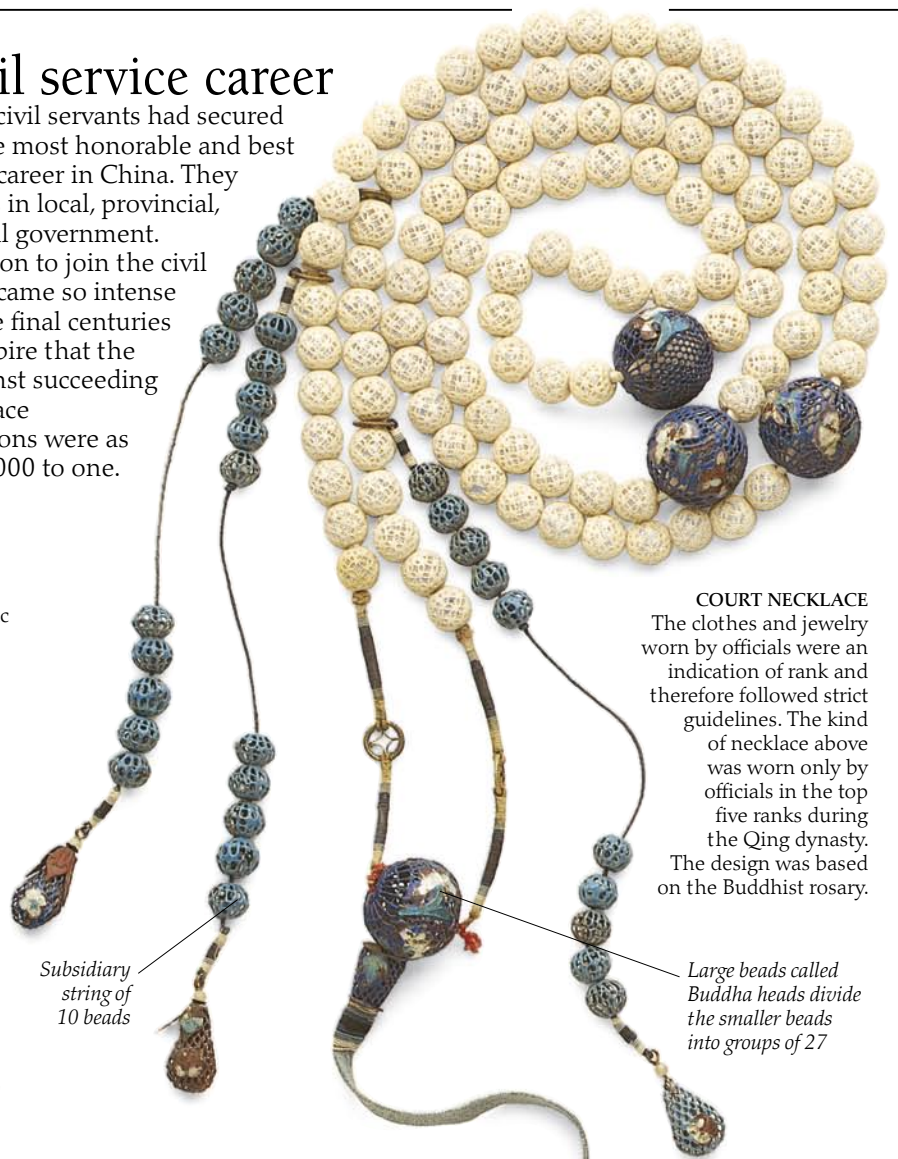 il service career
civil servants had secured
e most honorable and best
career in China. They
in local, provincial,
l government.
on to join the civil
came so intense
e final centuries
pire that the
nst succeeding
ace
ons were as
000 to one.
c
COURT NECKLACE
The clothes and jewelry
worn by officials were an
indication of rank and
therefore followed strict
guidelines. The kind
of necklace above
was worn only by
officials in the top
five ranks during
the Qing dynasty.
The design was based
on the Buddhist rosary.
Subsidiary
string of
10 beads
Large beads called
Buddha heads divide
the smaller beads
into groups of 27